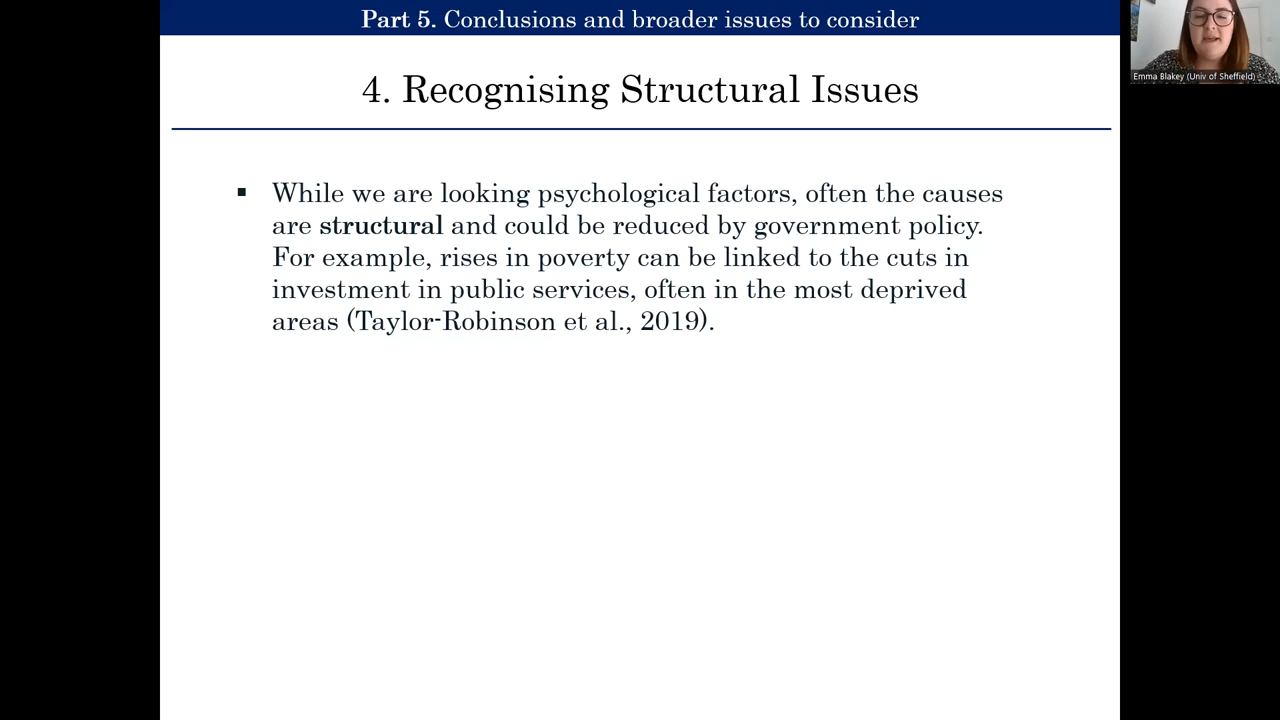 Part 5. Conclusions and broader issues to consider
Emma Blakey (Univ of Sheffield)
4. Recognising Structural Issues
▪ While we are looking psychological factors, often the causes
are structural and could be reduced by government policy.
For example, rises in poverty can be linked to the cuts in
investment in public services, often in the most deprived
areas (Taylor-Robinson et al., 2019).